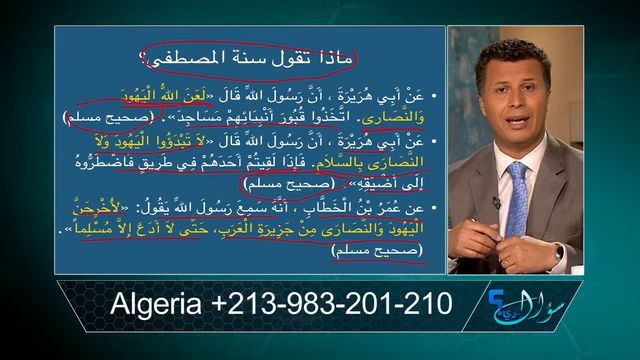 ماذا تقول سنة المصطفى؟
• عَنْ أَبِي هُرَيْرَةَ ، أَنَّ رَسُولَ اللَّهِ قَالَ «لَعَنَ اللَّهُ الْيَهُودَ
وَالنَّصَارَى. اتَّخَذُوا قُبُورَ أَنْبِيَائِهِمْ مَسَاجِدَ». (صحيح مسلم)
• عَنْ أَبِي هُرَيْرَةَ ، أَنَّ رَسُولَ اللَّهِ قَالَ «لاَ تَبْدَؤُوا الْيَهُودَ وَلاَ
النَّصَارَى بِالسَّلاَمِ. فَإِذَا لَقِيتُمْ أَحَدَهُمْ فِي طَرِيقٍ فَاضْطَرُّوهُ
إِلَى أَضْيَقِهِ». (صحيح مسلم)
• عن عُمَرُ بْنُ الْخَطَّابِ ، أَنَّهُ سَمِعَ رَسُولَ اللَّهِ يَقُولُ: «لأُخْرِجَنَّ
الْيَهُودَ وَالنَّصَارَى مِنْ جَزِيرَةِ الْعَرَبِ، حَتَّى لاَ أَدَعَ إِلاَّ مُسْلِماً».
(صحيح مسلم)
Algeria +213-983-201-210
سؤال جريء